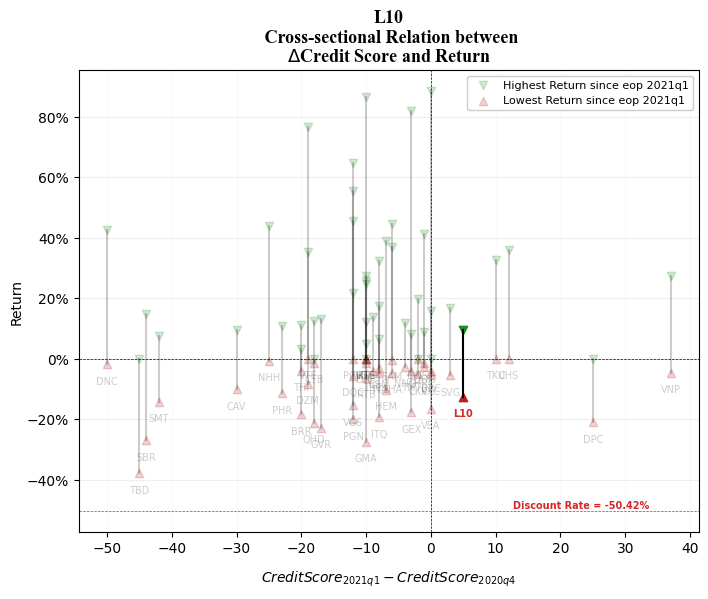 L10
Cross-sectional Relation between
ΔCredit Score and Return
Highest Return since eop 2021q1
Lowest Return since eop 2021q1
Return
80%
60%
40%
20%
0%
−20%
−40%
DNC
TBD
SBR
SMT
CAV
NHH
PHR
BRR
DZM
GVR
VGS
PGN
GMA
ITQ
HEM
GEX
VEA
SVG
L10
TKU
CHS
DPC
VNP
Discount Rate = -50.42%
−50
−40
−30
−20
−10
0
10
20
30
40
CreditScore2021q1 − CreditScore2020q4